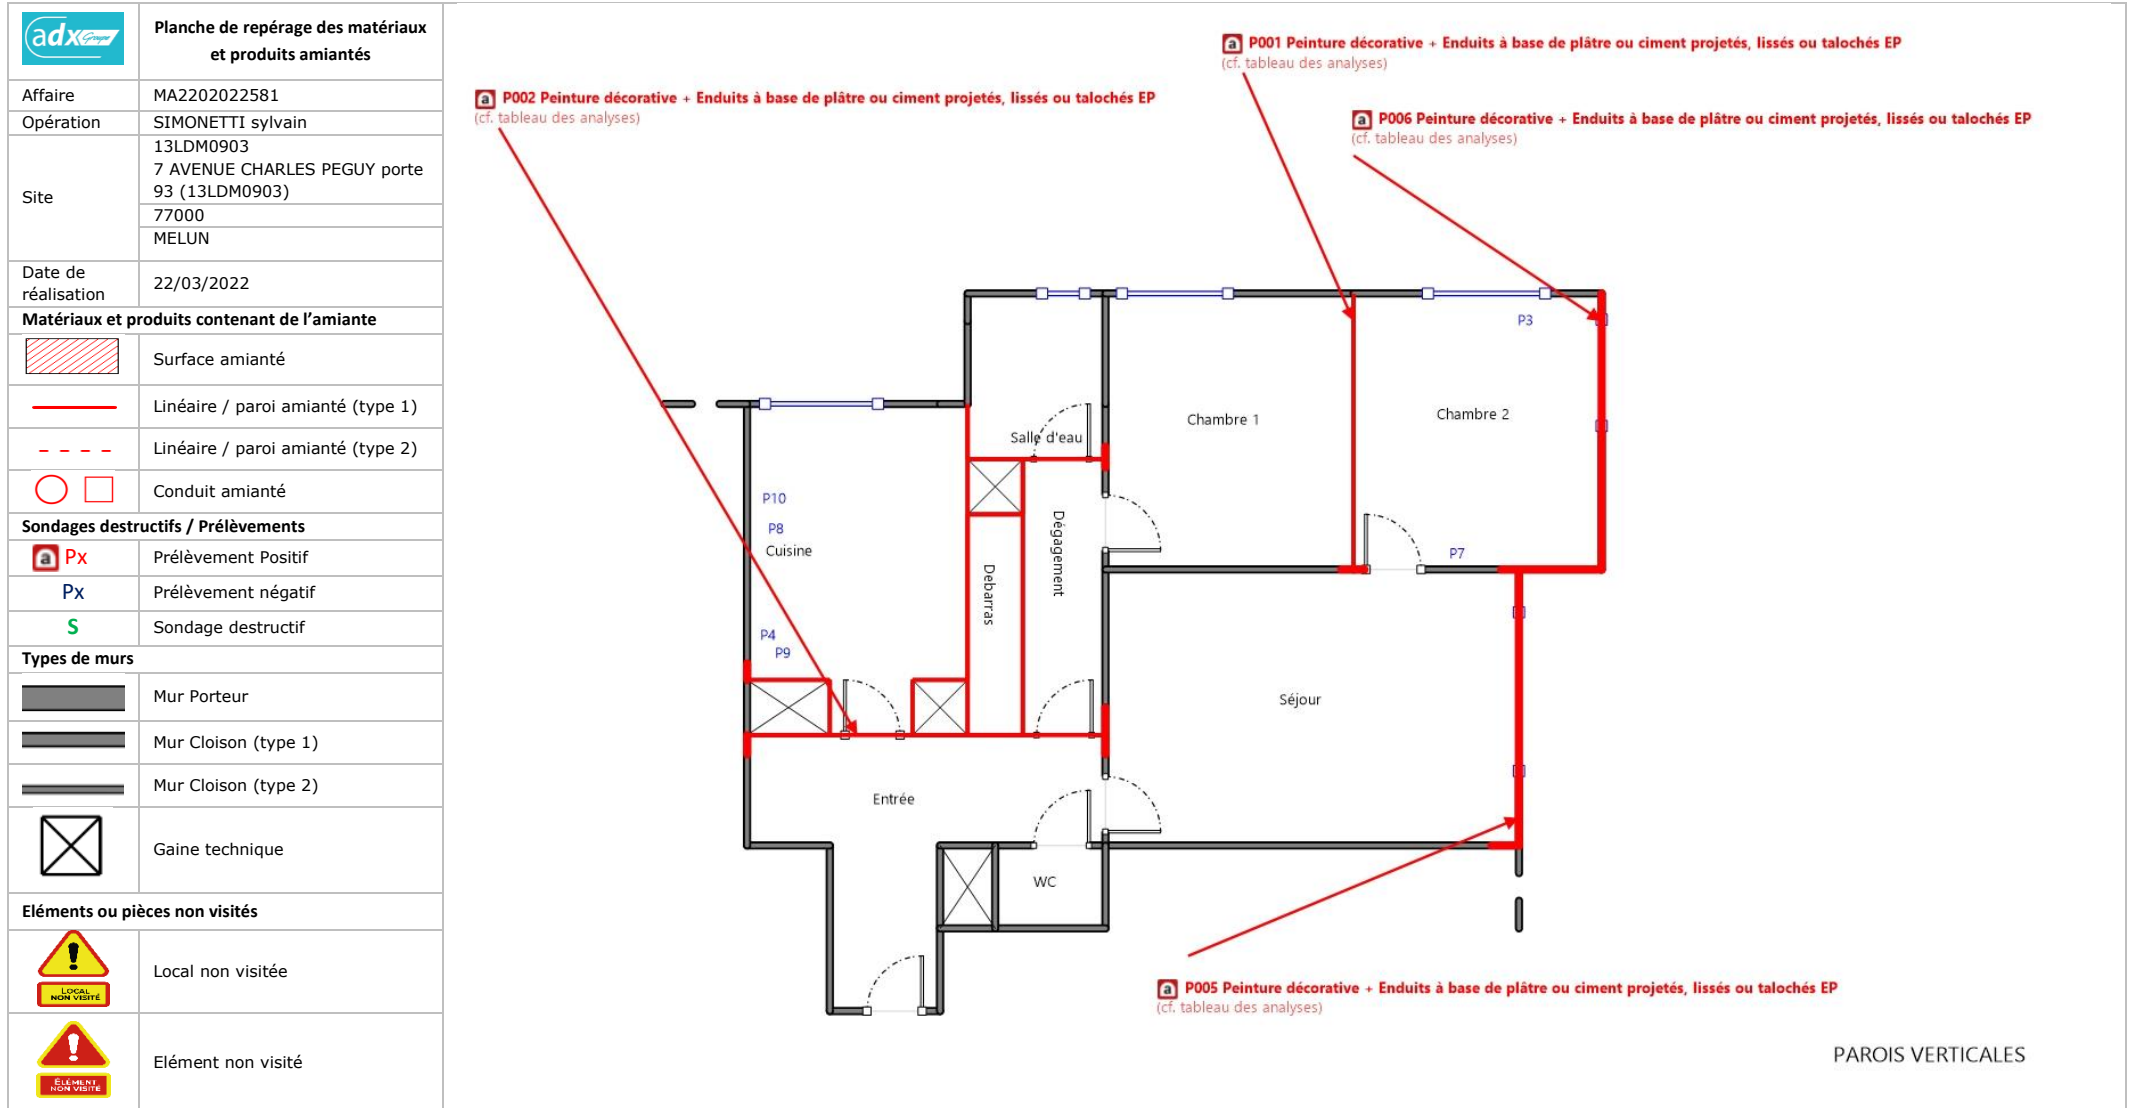 adx Groupe
Planche de repérage des matériaux
et produits amiantés
Affaire MA2202022581
Opération SIMONETTI sylvain
Site 13LDM0903
7 AVENUE CHARLES PEGUY porte
93 (13LDM0903)
77000
MELUN
Date de
réalisation 22/03/2022
Matériaux et produits contenant de l'amiante
Surface amianté
Linéaire / paroi amianté (type 1)
Linéaire / paroi amianté (type 2)
Conduit amianté
Sondages destructifs / Prélèvements
a Px Prélèvement Positif
Px Prélèvement négatif
S Sondage destructif
Types de murs
Mur Porteur
Mur Cloison (type 1)
Mur Cloison (type 2)
Gaine technique
Eléments ou pièces non visités
LOCAL
NON VISITÉ
Local non visitée
ÉLÉMENT
NON VISITÉ
Elément non visité
a P001 Peinture décorative + Enduits à base de plâtre ou ciment projetés, lissés ou talochés EP
(cf. tableau des analyses)
a P002 Peinture décorative + Enduits à base de plâtre ou ciment projetés, lissés ou talochés EP
(cf. tableau des analyses)
a P006 Peinture décorative + Enduits à base de plâtre ou ciment projetés, lissés ou talochés EP
(cf. tableau des analyses)
P3
Chambre 1
Chambre 2
Salle d'eau
P10
P8
Cuisine
Dégagement
Debarras
P7
P4
P9
Séjour
Entrée
WC
a P005 Peinture décorative + Enduits à base de plâtre ou ciment projetés, lissés ou talochés EP
(cf. tableau des analyses)
PAROIS VERTICALES